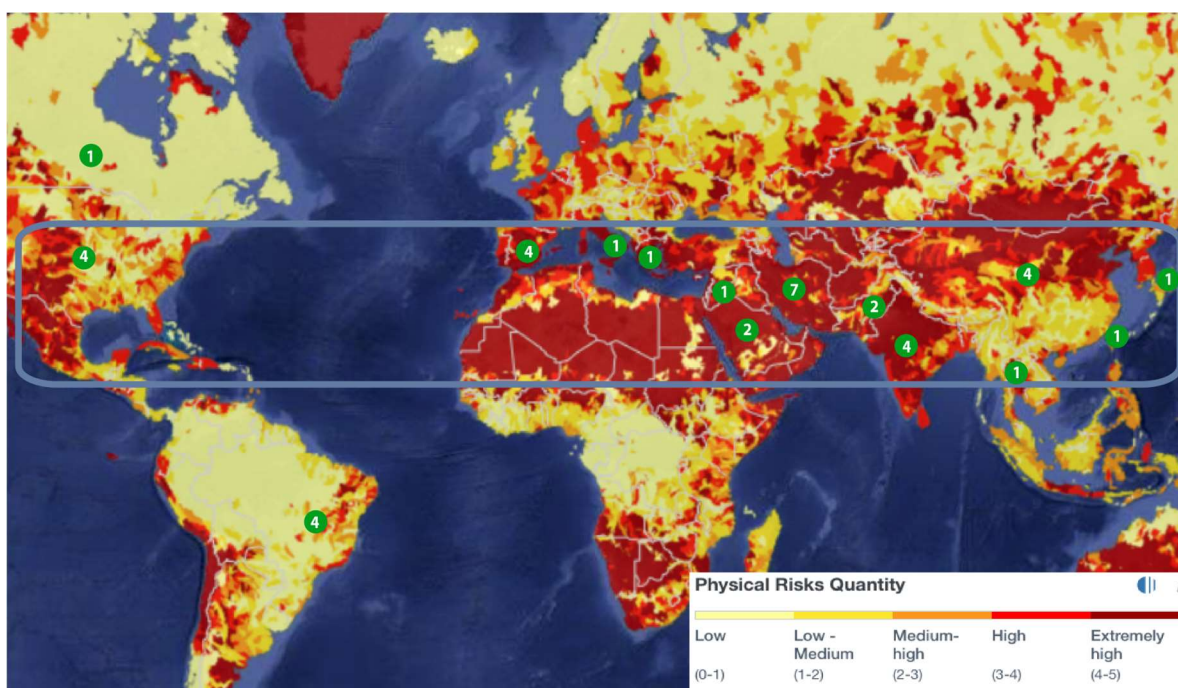 1
4
4
1
1
1
7
2
2
4
4
1
1
1
4
Physical Risks Quantity
Low
Low -
Medium
Medium-
high
High
Extremely
high
(0-1)
(1-2)
(2-3)
(3-4)
(4-5)